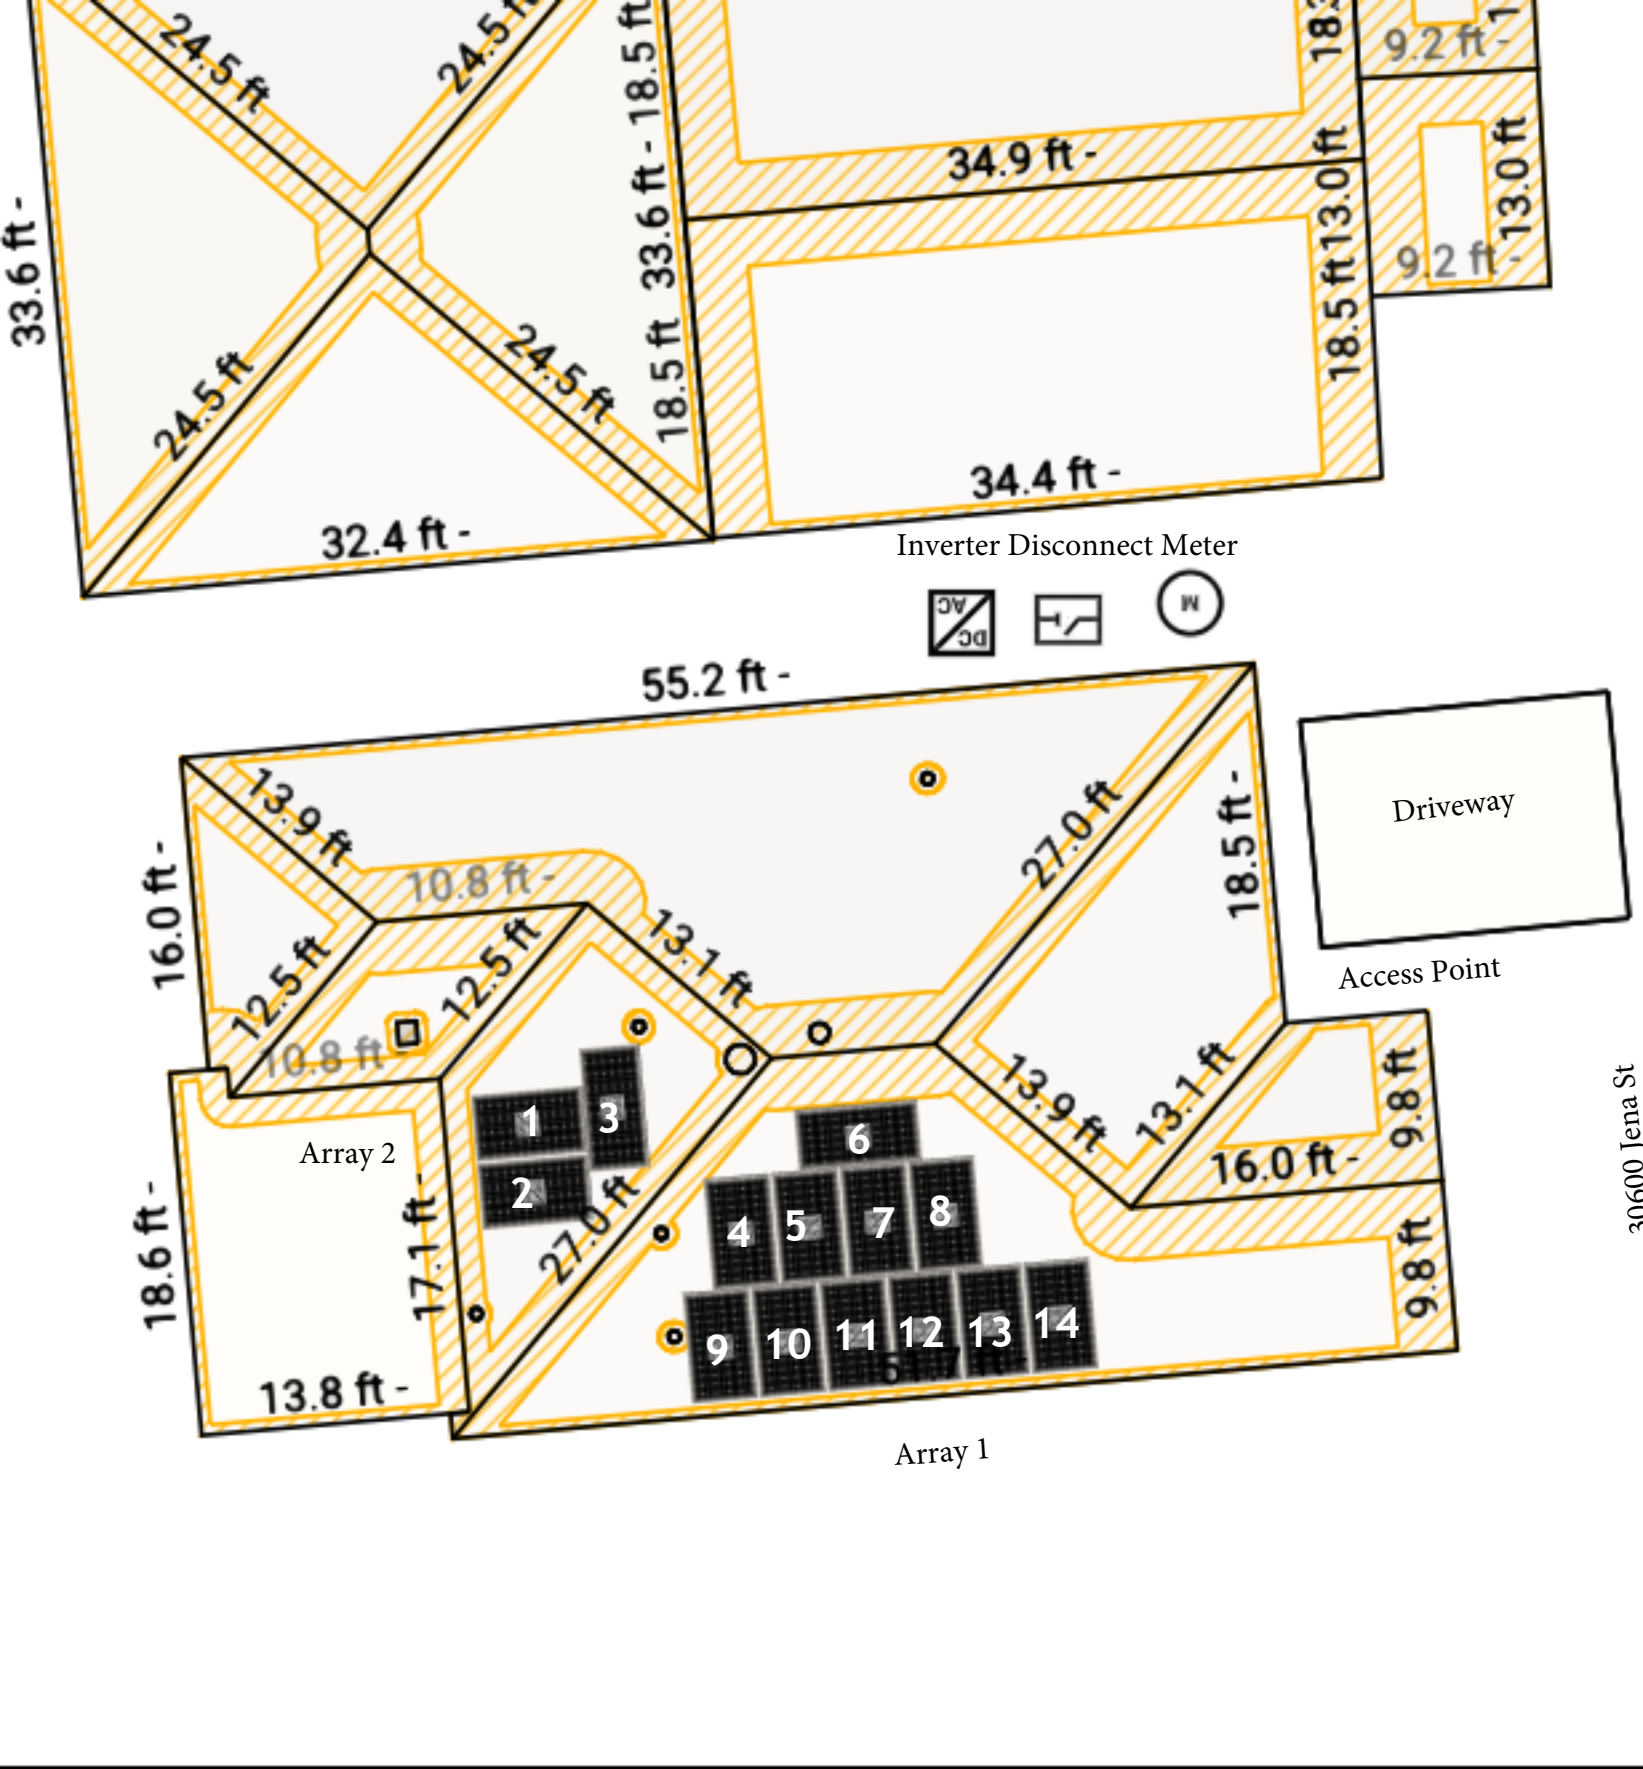 24.5 ft
24.5 ft
18.5 ft -
9.2 ft -
34.9 ft -
13.0 ft
13.0 ft
33.6 ft -
33.6 ft -
9.2 ft -
24.5 ft
24.5 ft
18.5 ft
18.5 ft
34.4 ft -
32.4 ft -
Inverter Disconnect Meter
AC
DC
M
55.2 ft -
13.9 ft
27.0 ft
18.5 ft -
Driveway
10.8 ft -
16.0 ft -
12.5 ft
12.5 ft
13.1 ft
Access Point
10.8 ft
13.9 ft
13.1 ft
9.8 ft
30600 Jena St
Array 2
1
3
2
6
16.0 ft -
18.6 ft -
17.1 ft -
27.0 ft
4
5
7
8
9.8 ft
9
10
11
12
13
14
13.8 ft -
Array 1